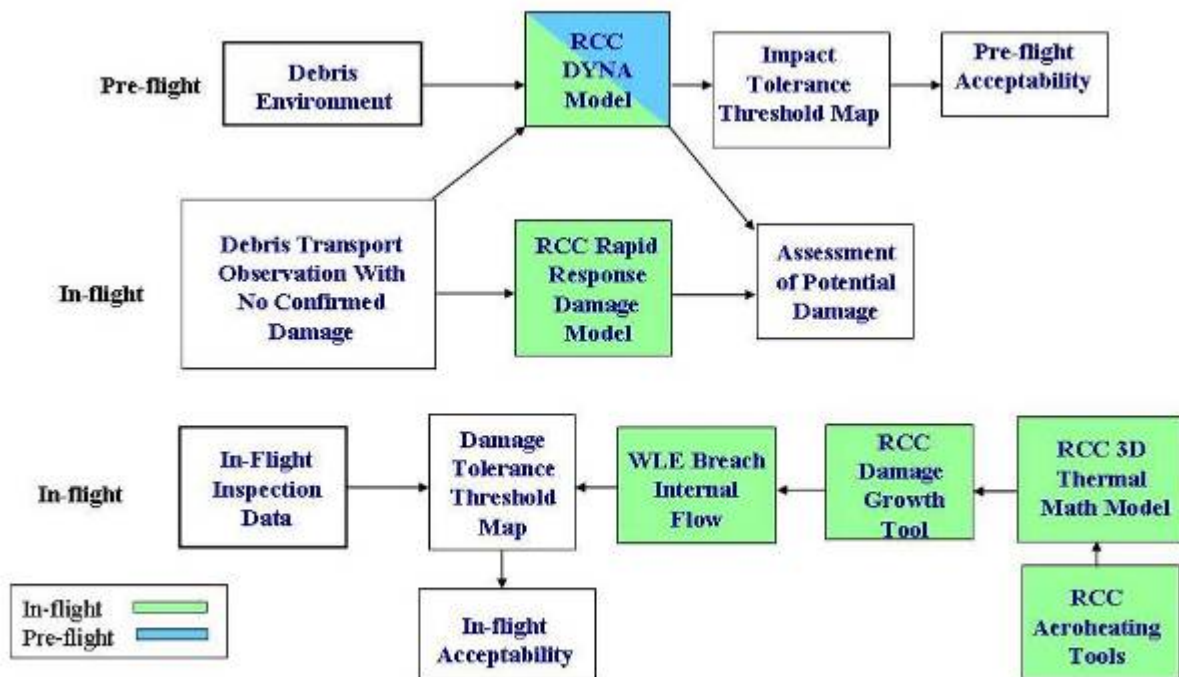 Pre-flight
Debris
Environment
RCC
DYNA
Model
Impact
Tolerance
Threshold Map
Pre-flight
Acceptability
In-flight
Debris Transport
Observation With
No Confirmed
Damage
RCC Rapid
Response
Damage
Model
Assessment
of Potential
Damage
In-flight
In-Flight
Inspection
Data
Damage
Tolerance
Threshold
Map
WLE Breach
Internal
Flow
RCC
Damage
Growth
Tool
RCC 3D
Thermal
Math Model
In-flight
Pre-flight
In-flight
Acceptability
RCC
Aeroheating
Tools